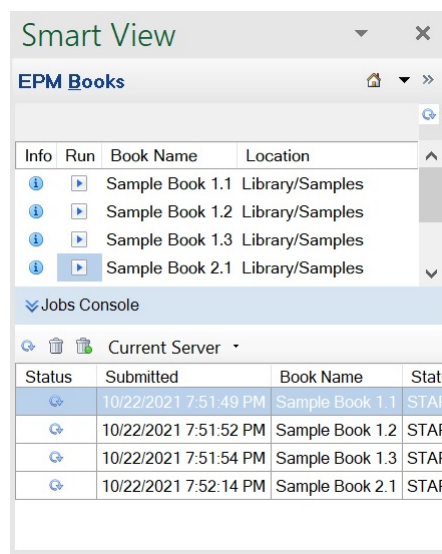 Smart View
EPM Books
Info Run Book Name Location
Sample Book 1.1 Library/Samples
Sample Book 1.2 Library/Samples
Sample Book 1.3 Library/Samples
Sample Book 2.1 Library/Samples
Jobs Console
Current Server
Status Submitted Book Name Stat
10/22/2021 7:51:49 PM Sample Book 1.1 STAR
10/22/2021 7:51:52 PM Sample Book 1.2 STAR
10/22/2021 7:51:54 PM Sample Book 1.3 STAR
10/22/2021 7:52:14 PM Sample Book 2.1 STAR